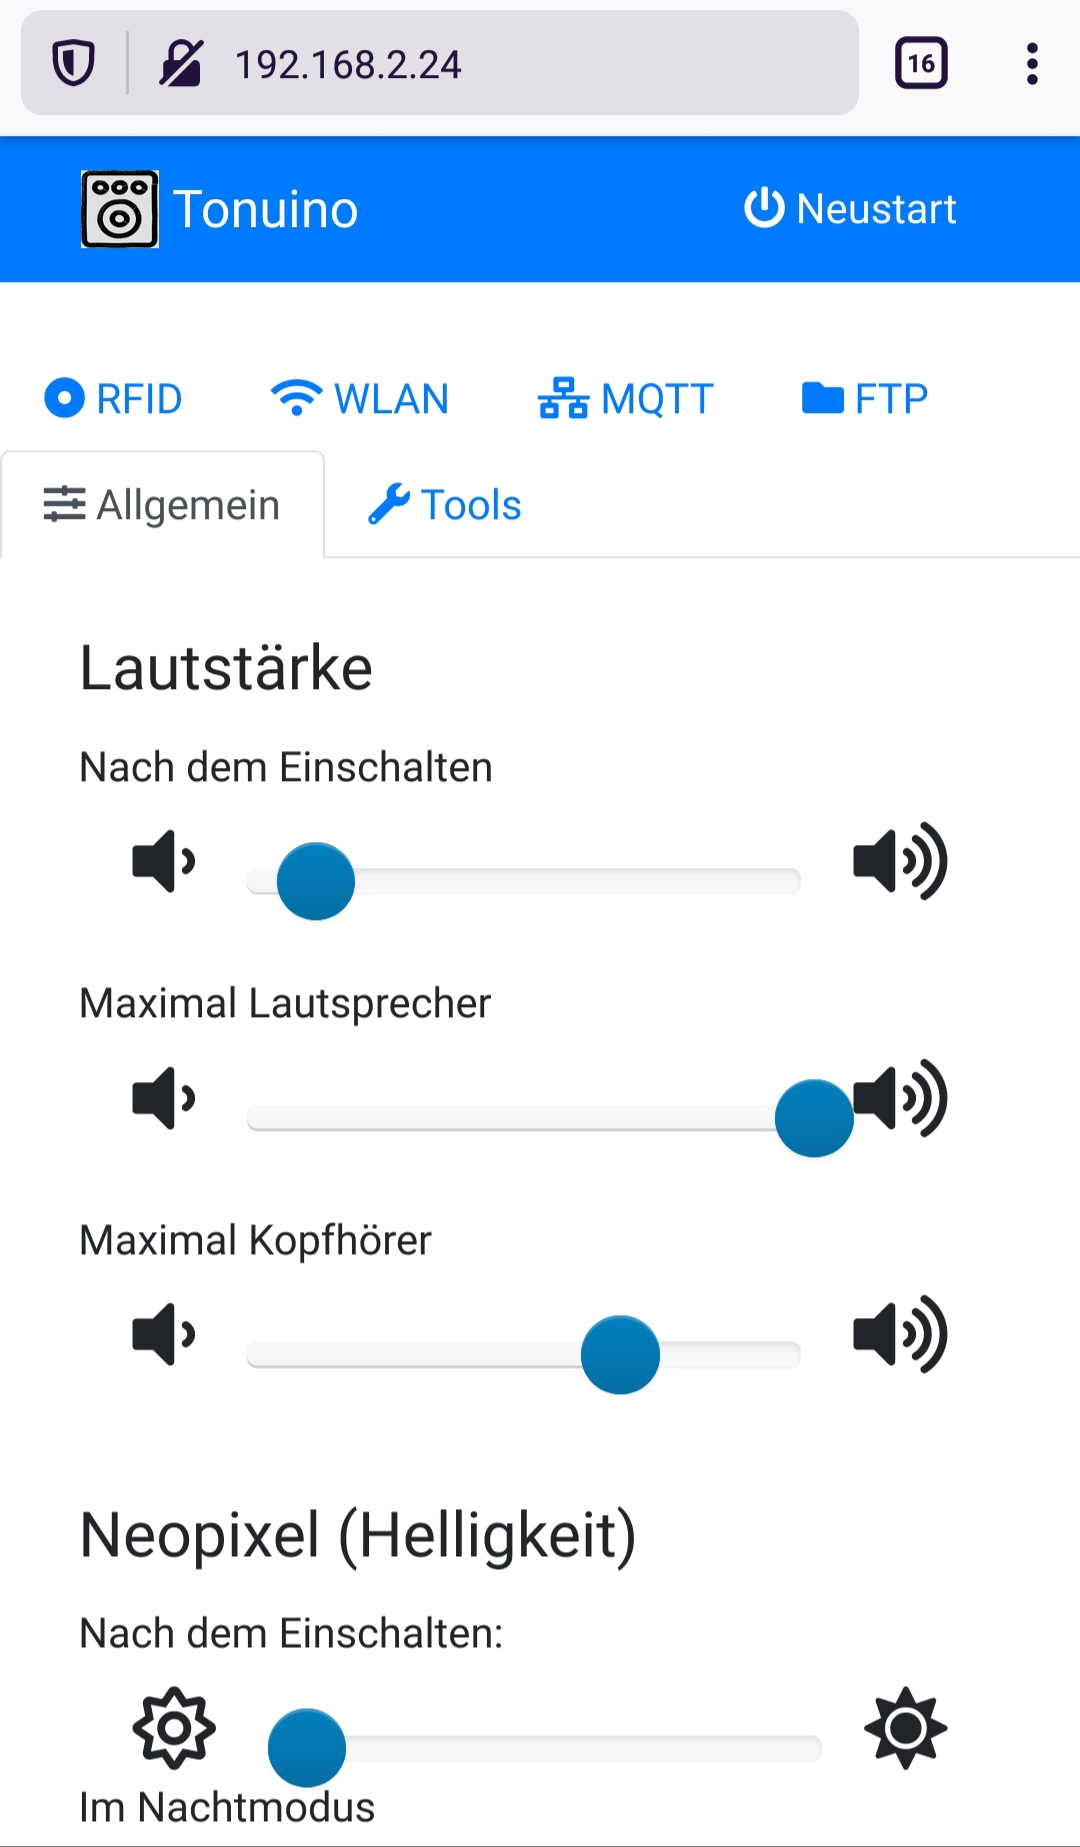 192.168.2.24
16
Tonuino
Neustart
RFID
WLAN
MQTT
FTP
Allgemein
Tools
Lautstärke
Nach dem Einschalten
Maximal Lautsprecher
Maximal Kopfhörer
Neopixel (Helligkeit)
Nach dem Einschalten:
Im Nachtmodus